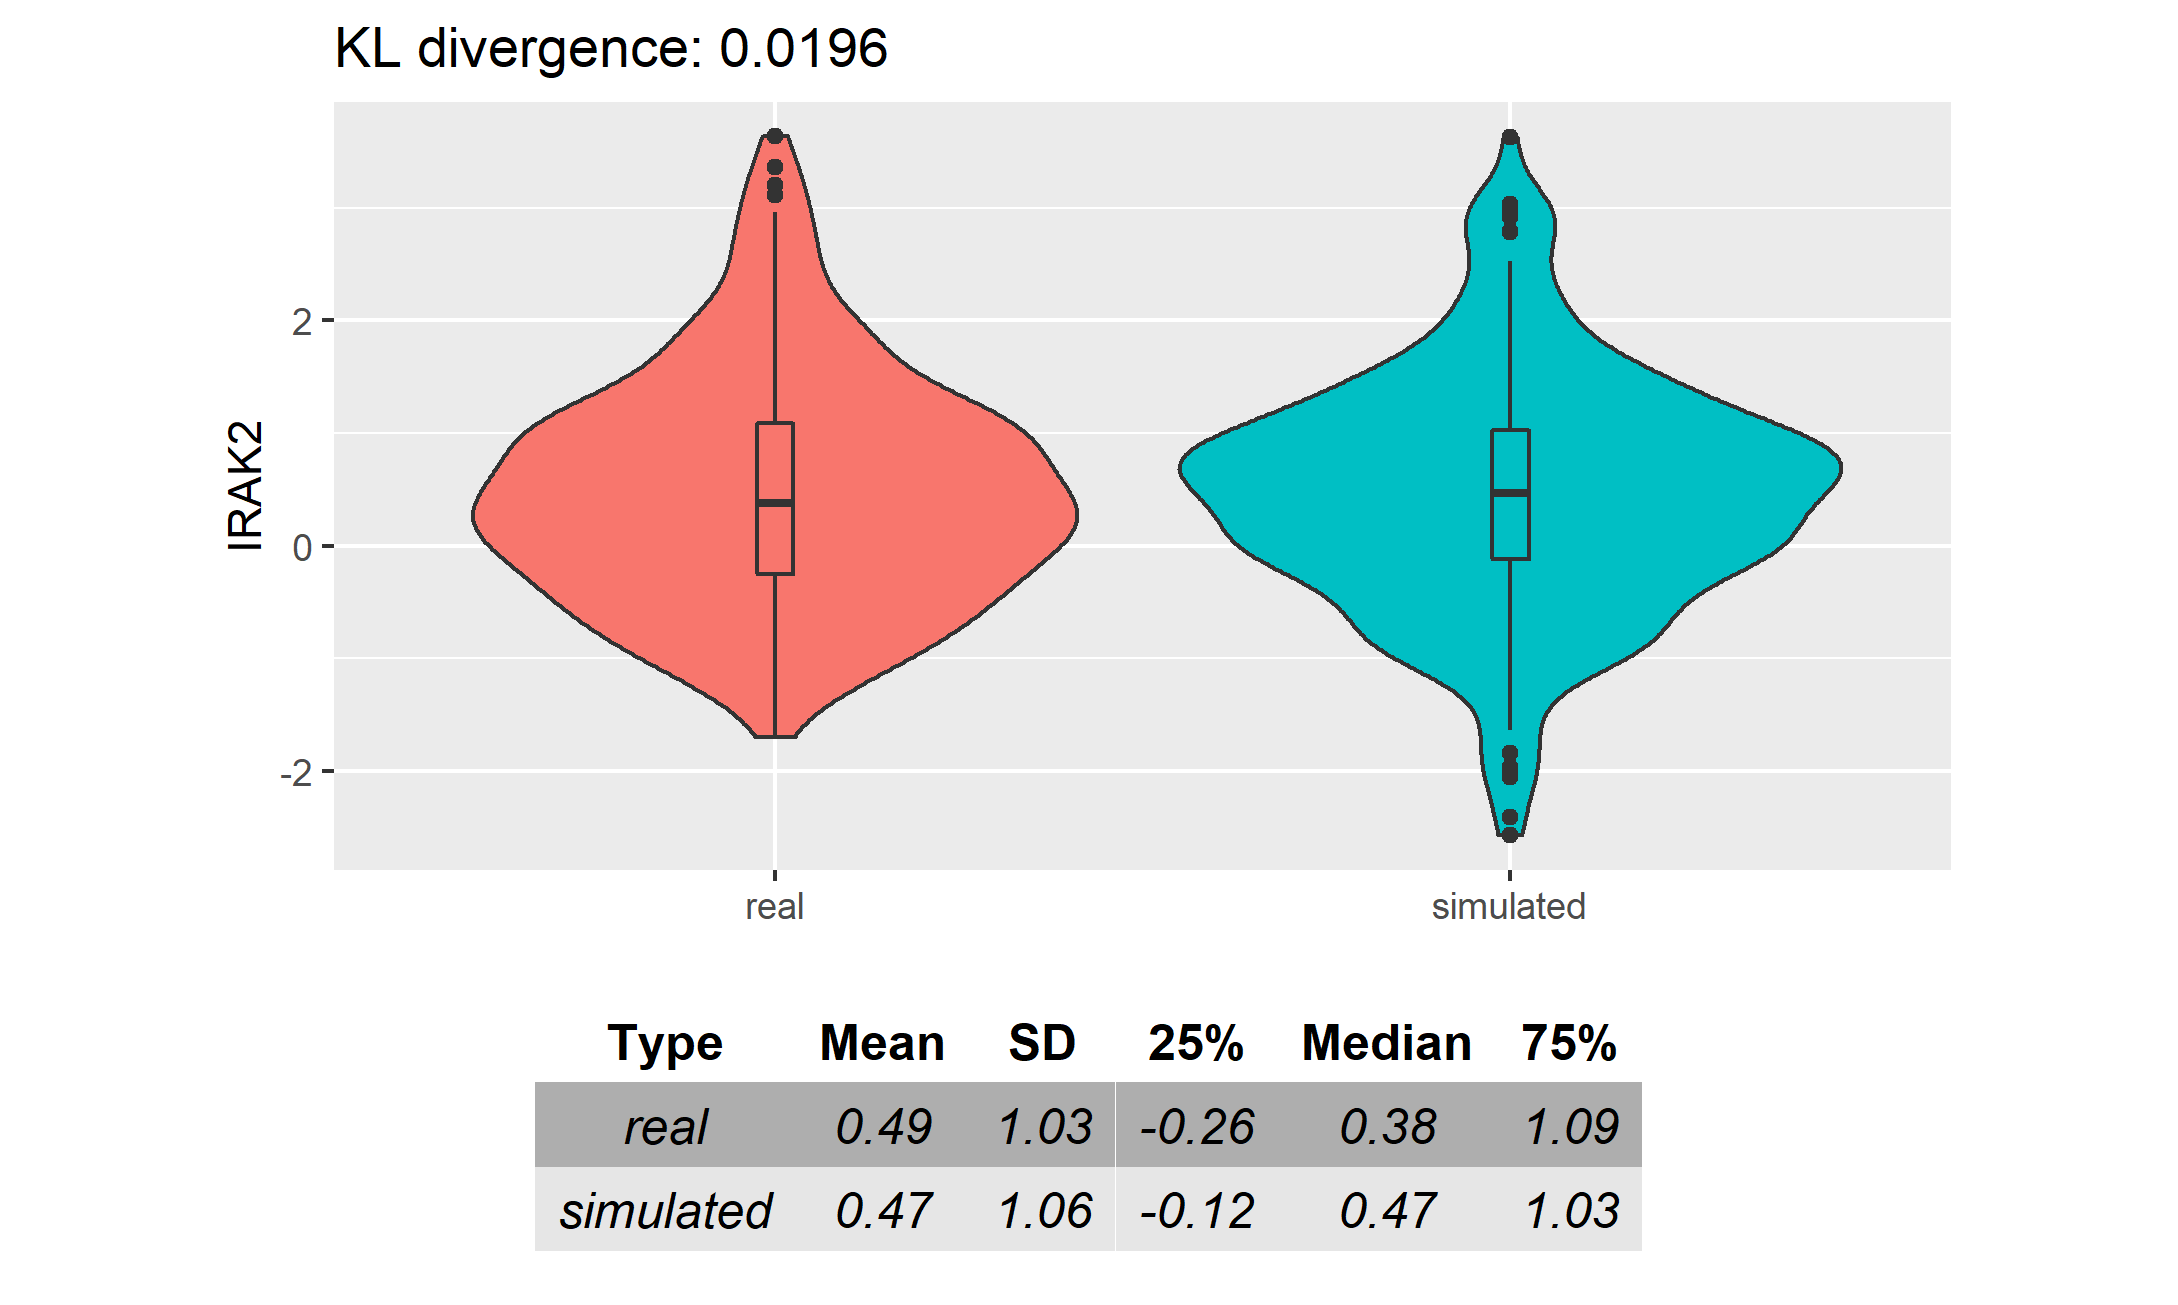 KL divergence: 0.0196
IRAK2
2
0
-2
real simulated
Type Mean SD 25% Median 75%
real 0.49 1.03 -0.26 0.38 1.09
simulated 0.47 1.06 -0.12 0.47 1.03